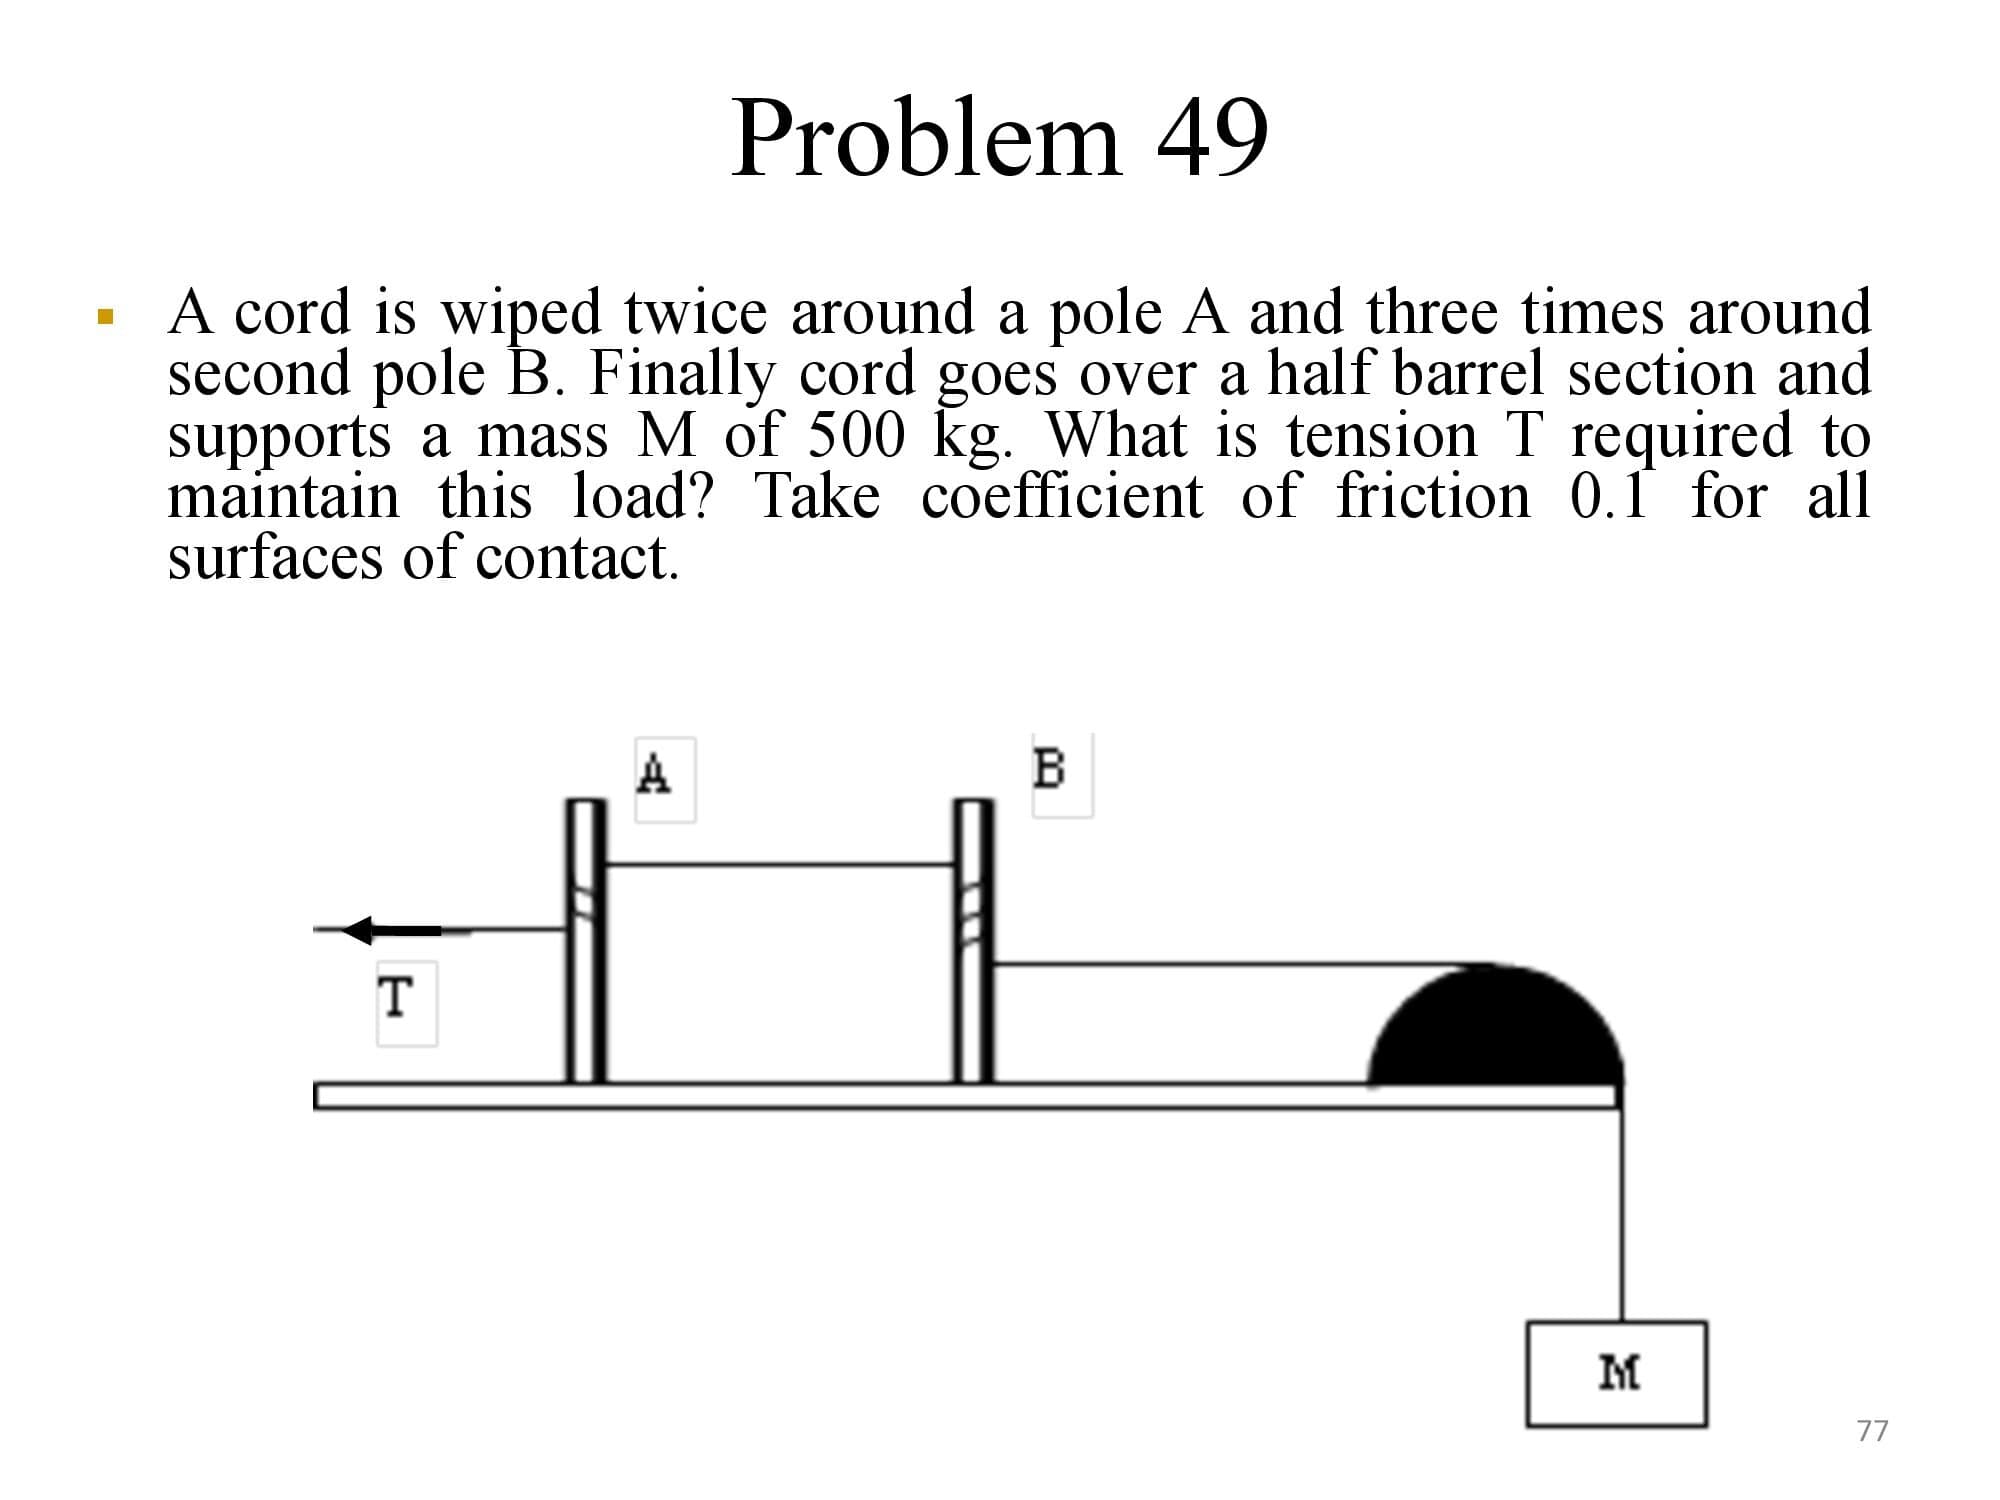 Problem 49
▪ A cord is wiped twice around a pole A and three times around
second pole B. Finally cord goes over a half barrel section and
supports a mass M of 500 kg. What is tension T required to
maintain this load? Take coefficient of friction 0.1 for all
surfaces of contact.
A
B
T
M
77